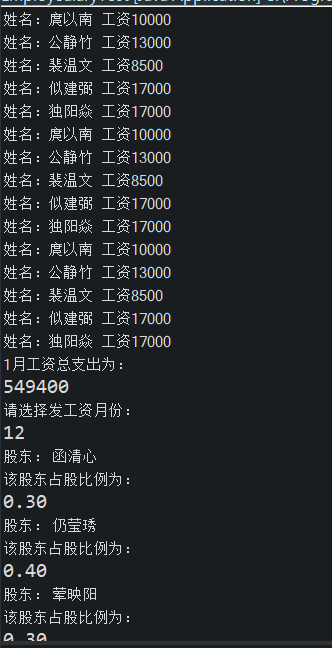 姓名：席以南 工资10000
姓名：公静竹 工资13000
姓名：裴温文 工资8500
姓名：似建弼 工资17000
姓名：独阳焱 工资17000
姓名：席以南 工资10000
姓名：公静竹 工资13000
姓名：裴温文 工资8500
姓名：似建弼 工资17000
姓名：独阳焱 工资17000
姓名：席以南 工资10000
姓名：公静竹 工资13000
姓名：裴温文 工资8500
姓名：似建弼 工资17000
姓名：独阳焱 工资17000
1月工资总支出为：
549400
请选择发工资月份：
12
股东：函清心
该股东占股比例为：
0.30
股东：仍莹琇
该股东占股比例为：
0.40
股东：荤映阳
该股东占股比例为：
0.30